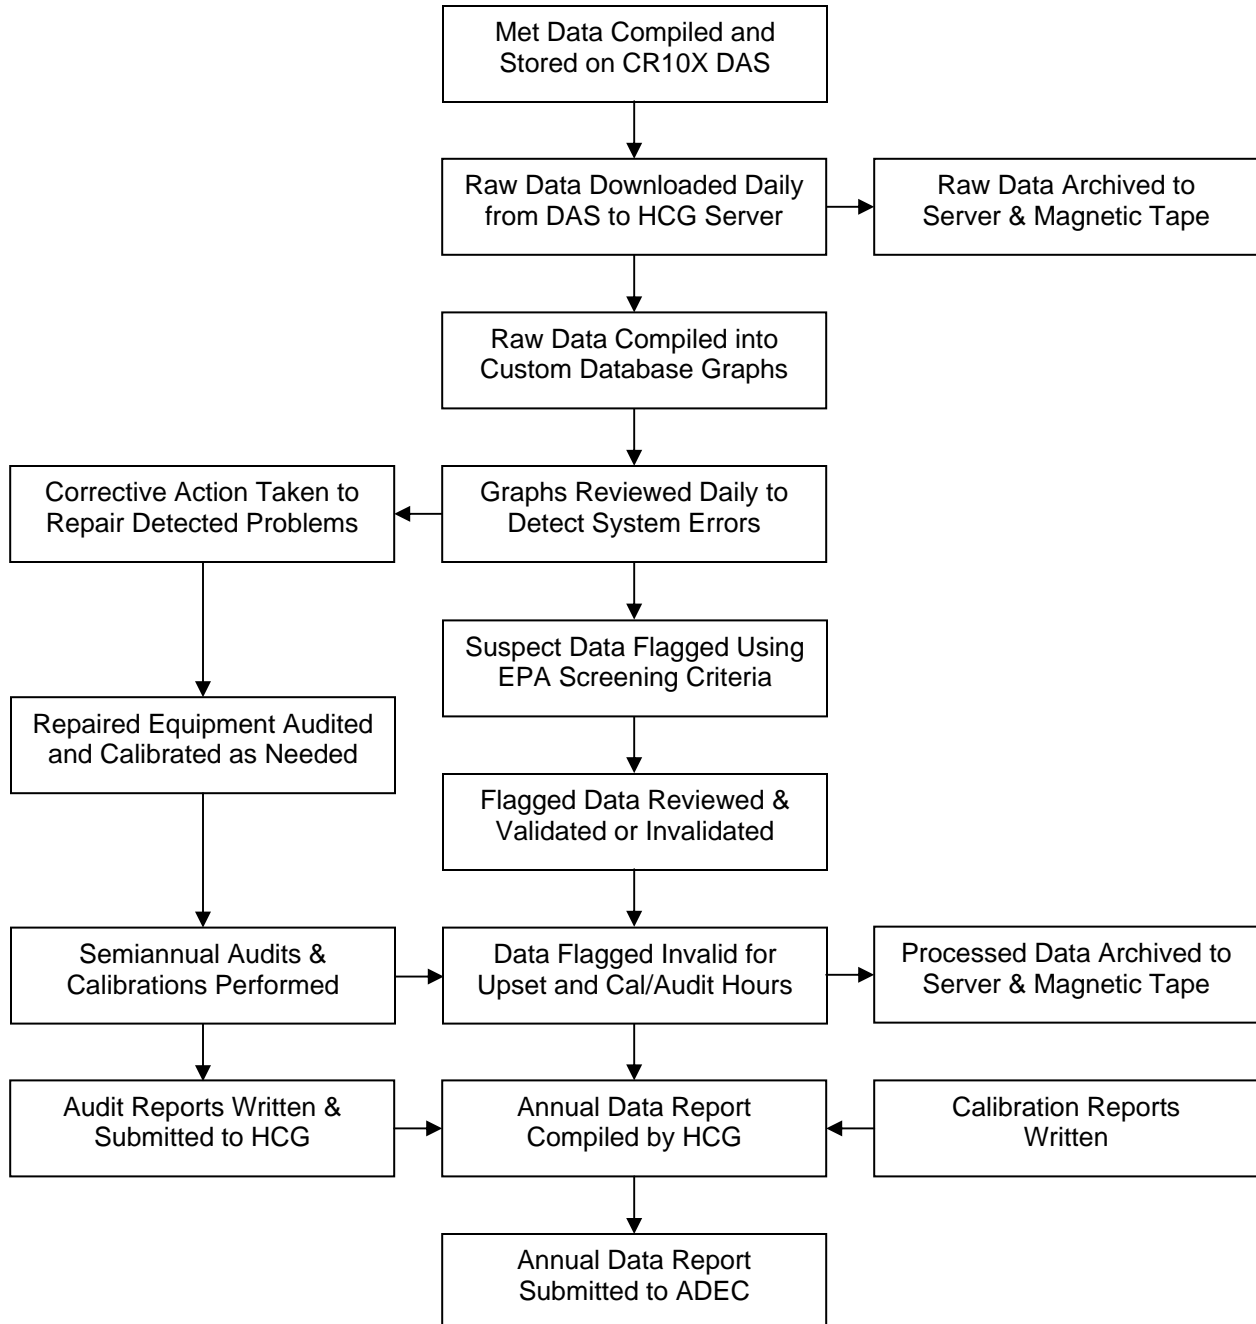 Met Data Compiled and
Stored on CR10X DAS
Raw Data Downloaded Daily
from DAS to HCG Server
Raw Data Archived to
Server & Magnetic Tape
Raw Data Compiled into
Custom Database Graphs
Corrective Action Taken to
Repair Detected Problems
Graphs Reviewed Daily to
Detect System Errors
Suspect Data Flagged Using
EPA Screening Criteria
Repaired Equipment Audited
and Calibrated as Needed
Flagged Data Reviewed &
Validated or Invalidated
Semiannual Audits &
Calibrations Performed
Data Flagged Invalid for
Upset and Cal/Audit Hours
Processed Data Archived to
Server & Magnetic Tape
Audit Reports Written &
Submitted to HCG
Annual Data Report
Compiled by HCG
Calibration Reports
Written
Annual Data Report
Submitted to ADEC